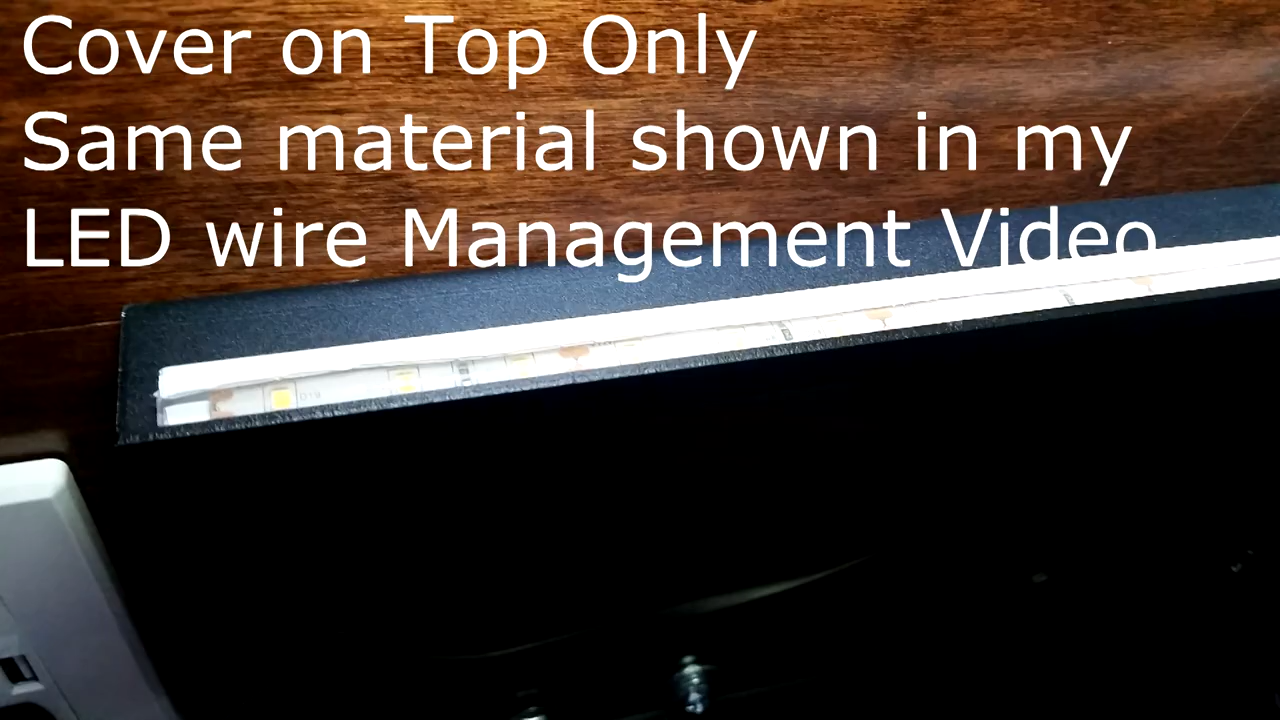 Cover on Top Only
Same material shown in my
LED wire Management Video